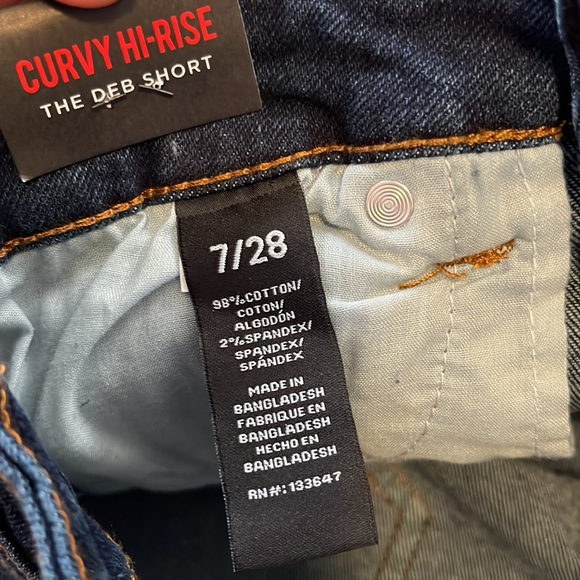 CURVY HI-RISE
THE DEB SHORT
7/28
98%COTTON/
COTON/
ALGODÓN
2%SPANDEX/
SPANDEX/
SPÁNDEX
MADE IN
BANGLADESH
FABRIQUE EN
BANGLADESH
HECHO EN
BANGLADESH
RN#: 133647